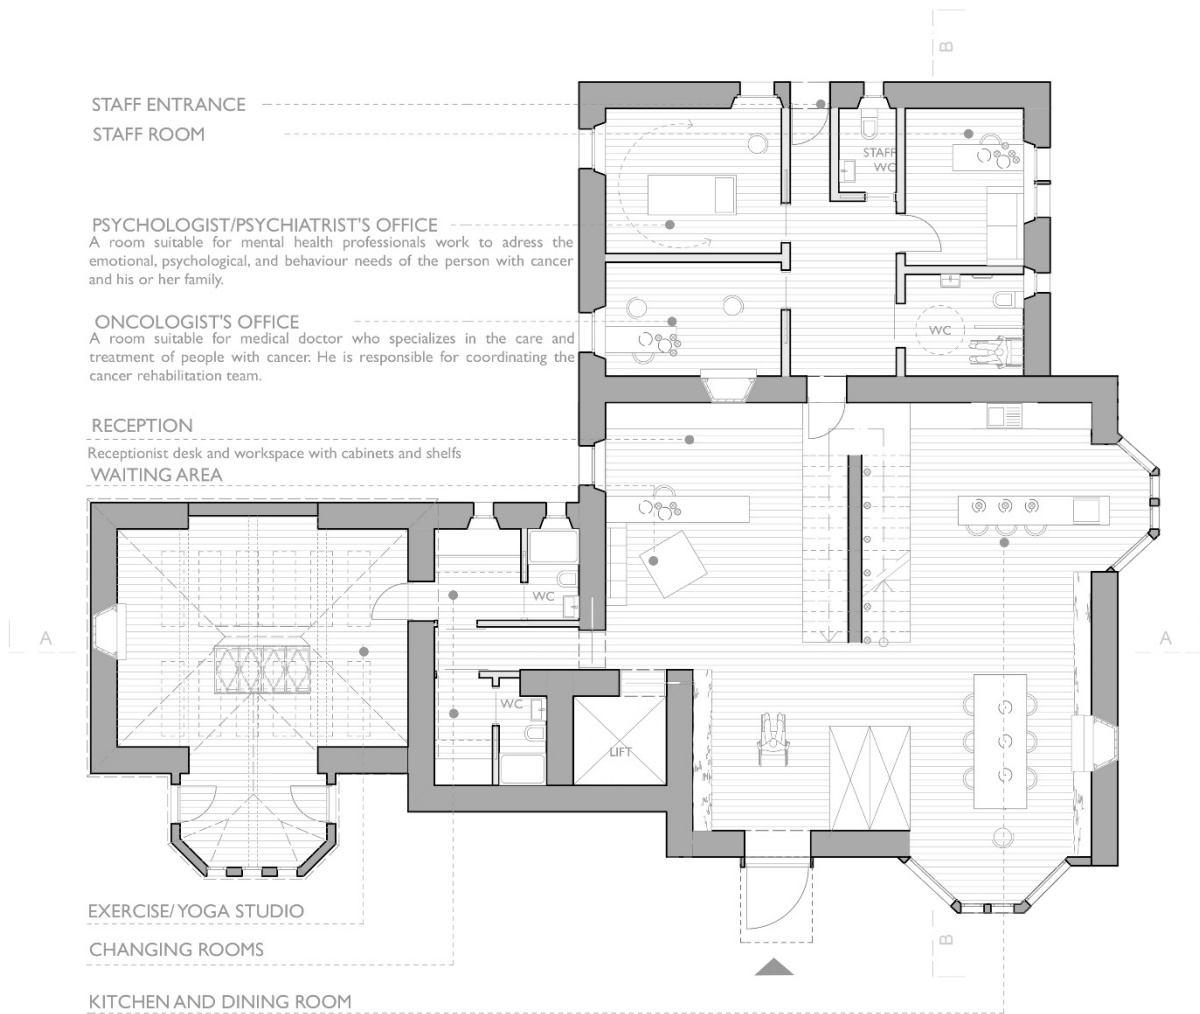 B
STAFF ENTRANCE
STAFF ROOM
STAFF
WC
PSYCHOLOGIST/PSYCHIATRIST'S OFFICE
A room suitable for mental health professionals work to adress the
emotional, psychological, and behaviour needs of the person with cancer
and his or her family.
ONCOLOGIST'S OFFICE
A room suitable for medical doctor who specializes in the care and
treatment of people with cancer. He is responsible for coordinating the
cancer rehabilitation team.
WC
RECEPTION
Receptionist desk and workspace with cabinets and shelfs
WAITING AREA
WC
A
A
WC
LIFT
EXERCISE/YOGA STUDIO
CHANGING ROOMS
B
KITCHEN AND DINING ROOM